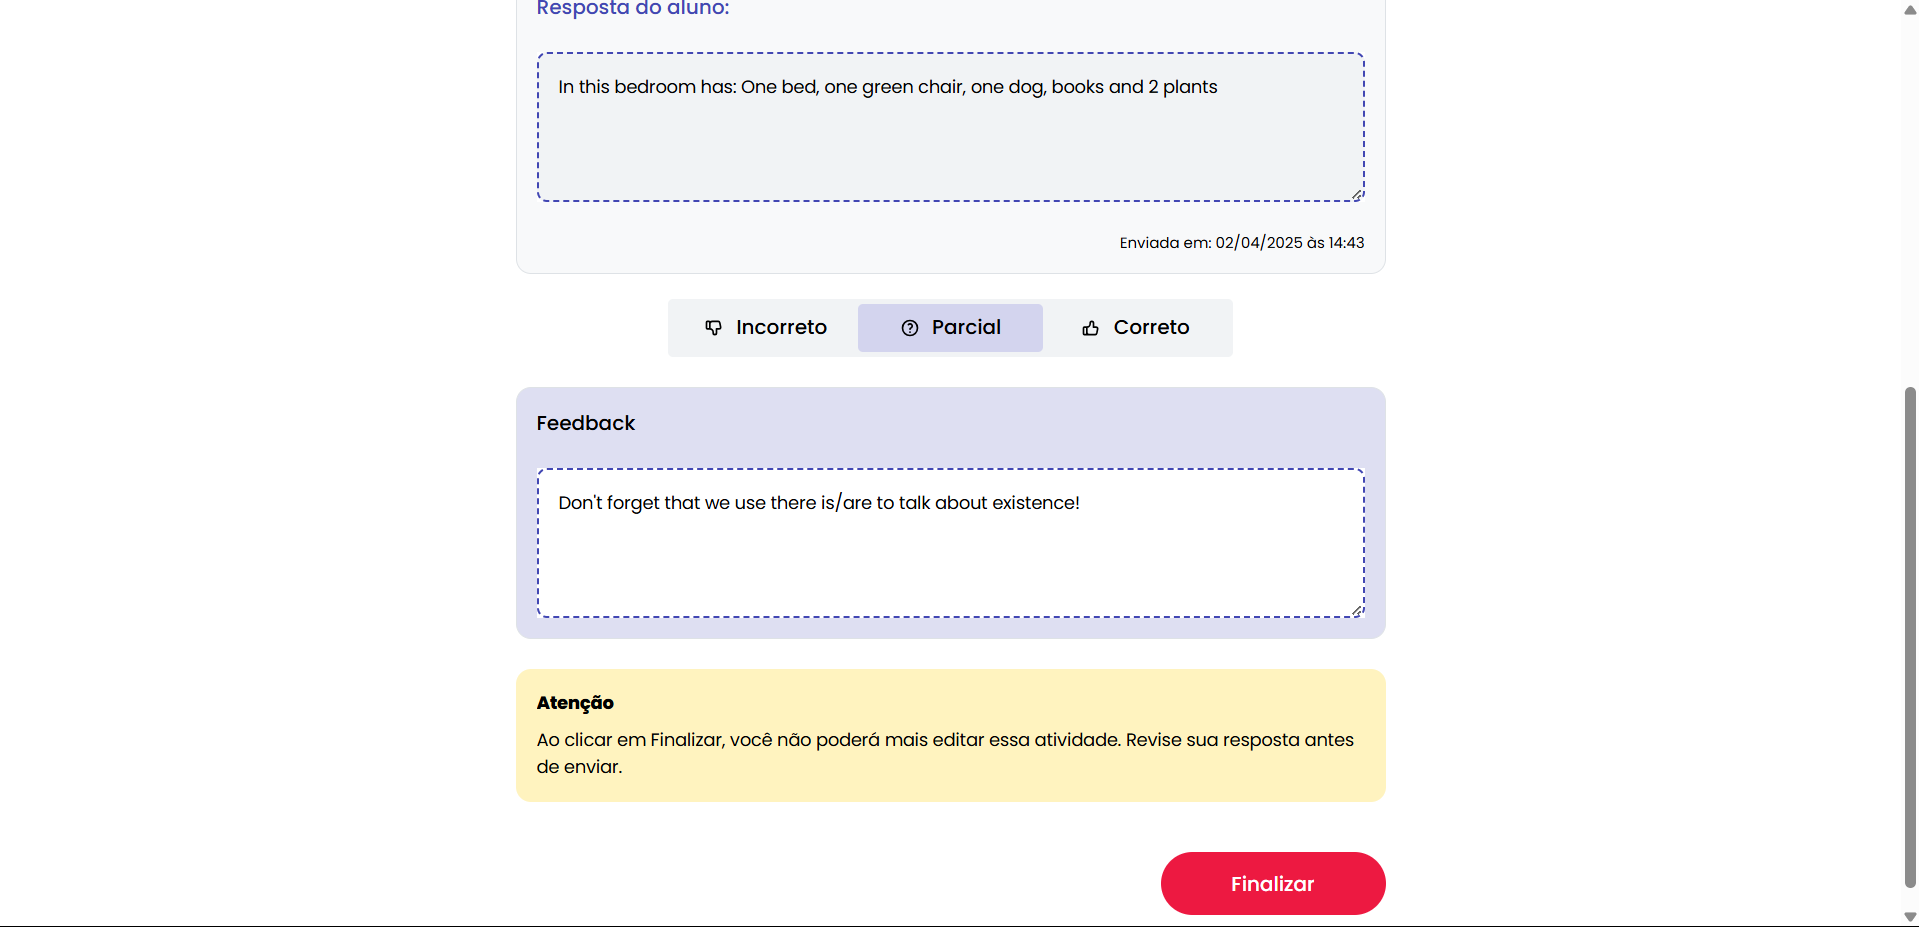 Resposta do aluno:
In this bedroom has: One bed, one green chair, one dog, books and 2 plants
Enviada em: 02/04/2025 às 14:43
Incorreto
Parcial
Correto
Feedback
Don't forget that we use there is/are to talk about existence!
Atenção
Ao clicar em Finalizar, você não poderá mais editar essa atividade. Revise sua resposta antes
de enviar.
Finalizar